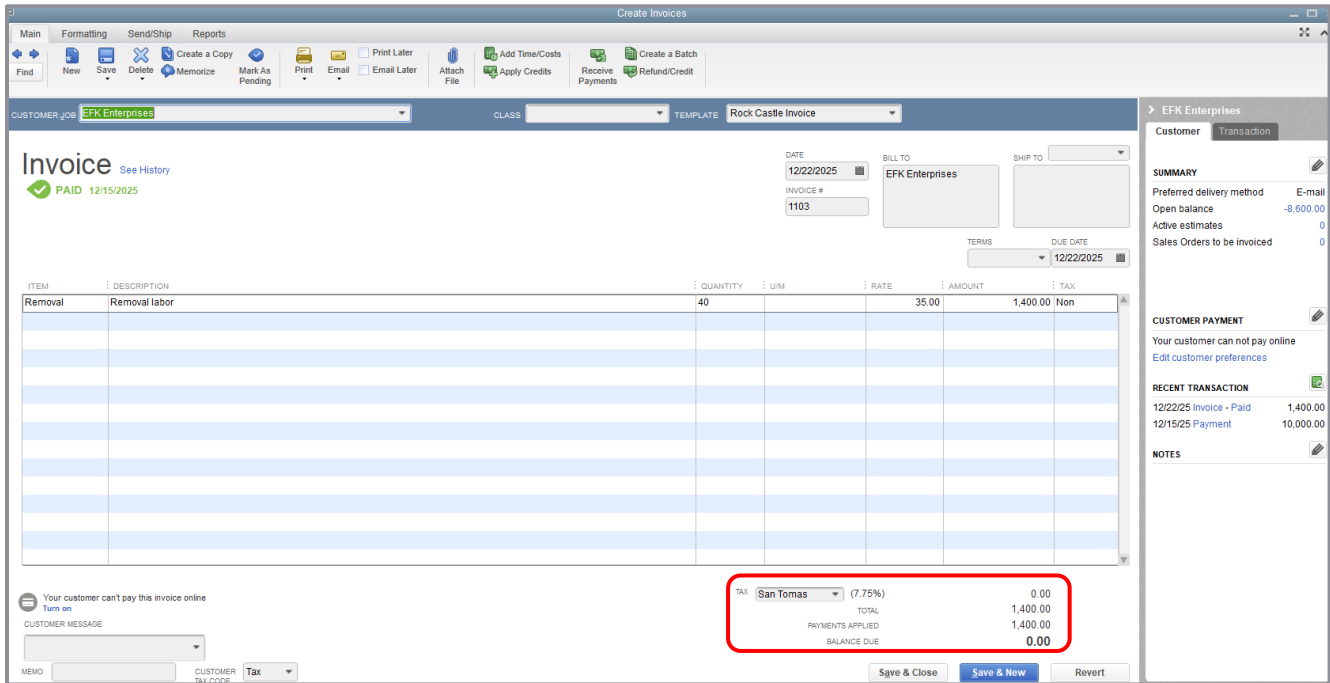 Create Invoices
Main Formatting Send/Ship Reports
Find New Save Delete Create a Copy Memorize Mark As Pending Print Email Print Later Email Later Attach File Add Time/Costs Apply Credits Receive Payments Create a Batch Refund/Credit
CUSTOMER:JOB EFK Enterprises CLASS TEMPLATE Rock Castle Invoice
Invoice See History
PAID 12/15/2025
DATE
12/22/2025
INVOICE #
1103
BILL TO
EFK Enterprises
SHIP TO
TERMS DUE DATE
12/22/2025
ITEM DESCRIPTION QUANTITY U/M RATE AMOUNT TAX
Removal Removal labor 40 35.00 1,400.00 Non
Your customer can't pay this invoice online
Turn on
CUSTOMER MESSAGE
MEMO
CUSTOMER TAX CODE Tax
TAX San Tomas (7.75%) 0.00
TOTAL 1,400.00
PAYMENTS APPLIED 1,400.00
BALANCE DUE 0.00
Save & Close Save & New Revert
EFK Enterprises
Customer Transaction
SUMMARY
Preferred delivery method E-mail
Open balance -8,600.00
Active estimates 0
Sales Orders to be invoiced 0
CUSTOMER PAYMENT
Your customer can not pay online
Edit customer preferences
RECENT TRANSACTION
12/22/25 Invoice - Paid 1,400.00
12/15/25 Payment 10,000.00
NOTES